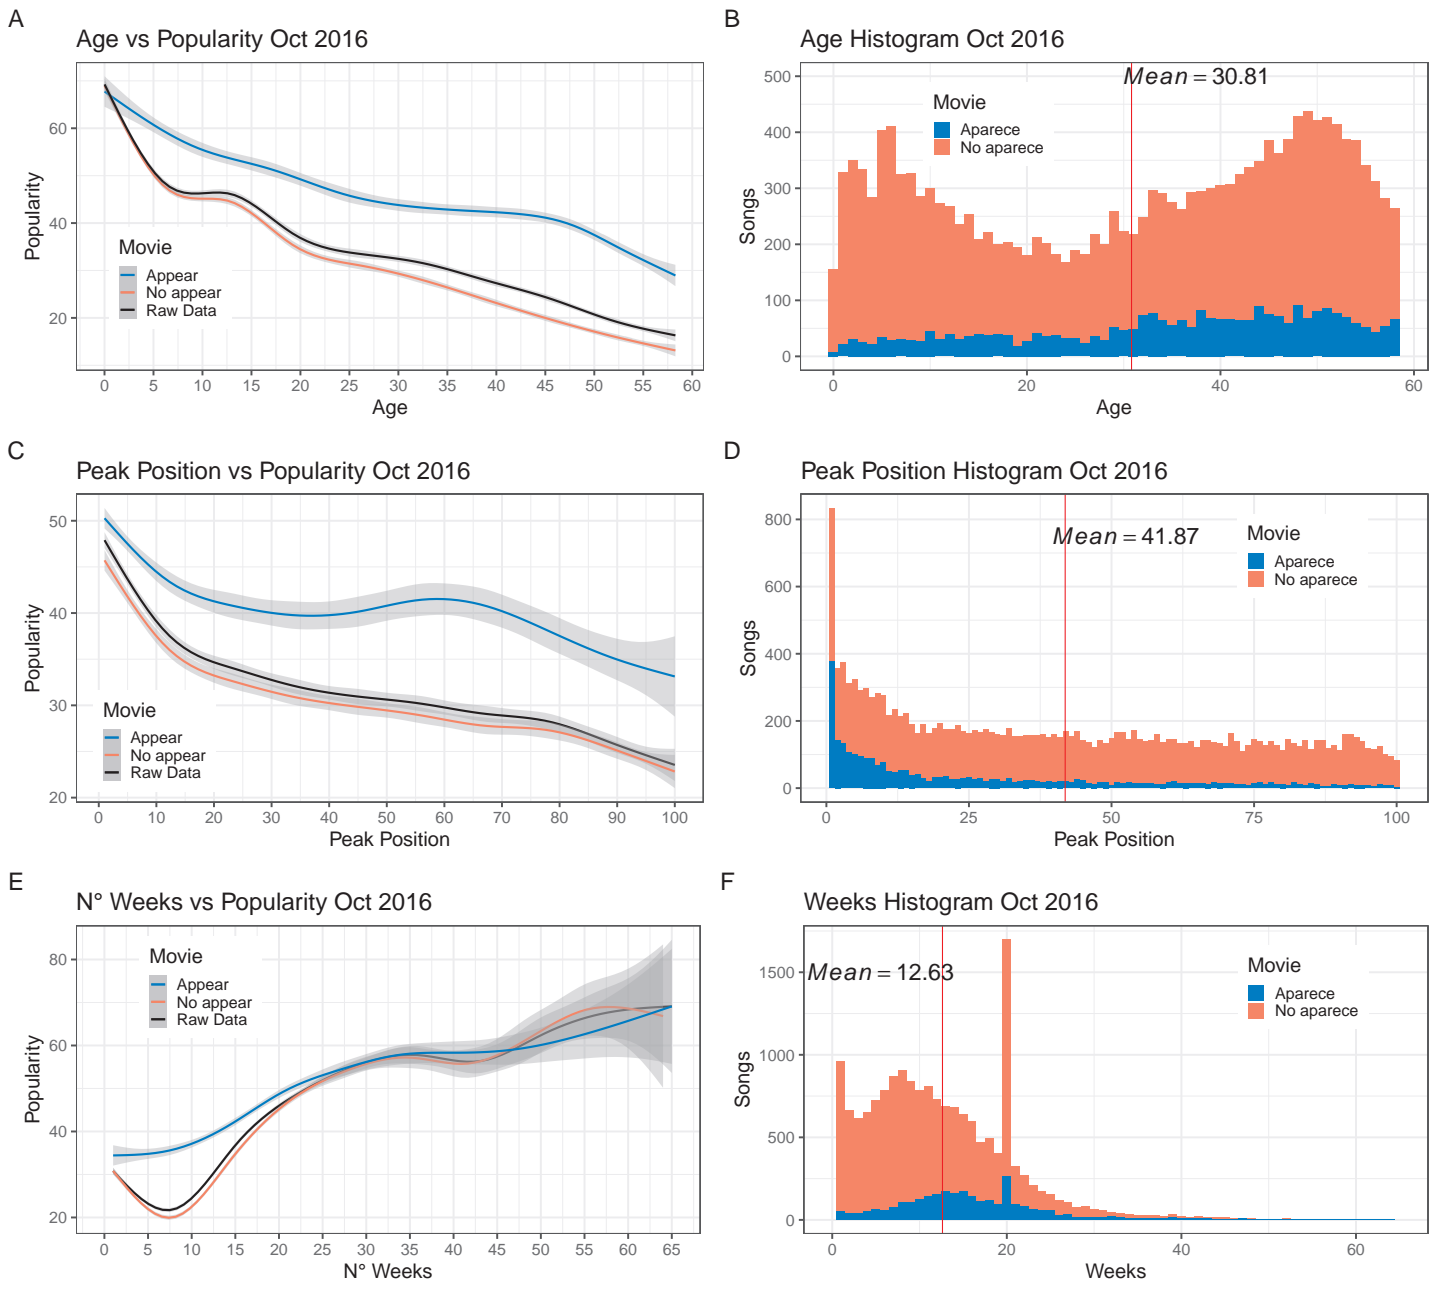 A
Age vs Popularity Oct 2016
Popularity
60
40
20
Movie
Appear
No appear
Raw Data
0 5 10 15 20 25 30 35 40 45 50 55 60
Age
B
Age Histogram Oct 2016
Songs
500
400
300
200
100
0
Mean = 30.81
Movie
Aparece
No aparece
0 20 40 60
Age
C
Peak Position vs Popularity Oct 2016
Popularity
50
40
30
20
Movie
Appear
No appear
Raw Data
0 10 20 30 40 50 60 70 80 90 100
Peak Position
D
Peak Position Histogram Oct 2016
Songs
800
600
400
200
0
Mean = 41.87
Movie
Aparece
No aparece
0 25 50 75 100
Peak Position
E
N° Weeks vs Popularity Oct 2016
Popularity
80
60
40
20
Movie
Appear
No appear
Raw Data
0 5 10 15 20 25 30 35 40 45 50 55 60 65
N° Weeks
F
Weeks Histogram Oct 2016
Songs
1500
1000
500
0
Mean = 12.63
Movie
Aparece
No aparece
0 20 40 60
Weeks